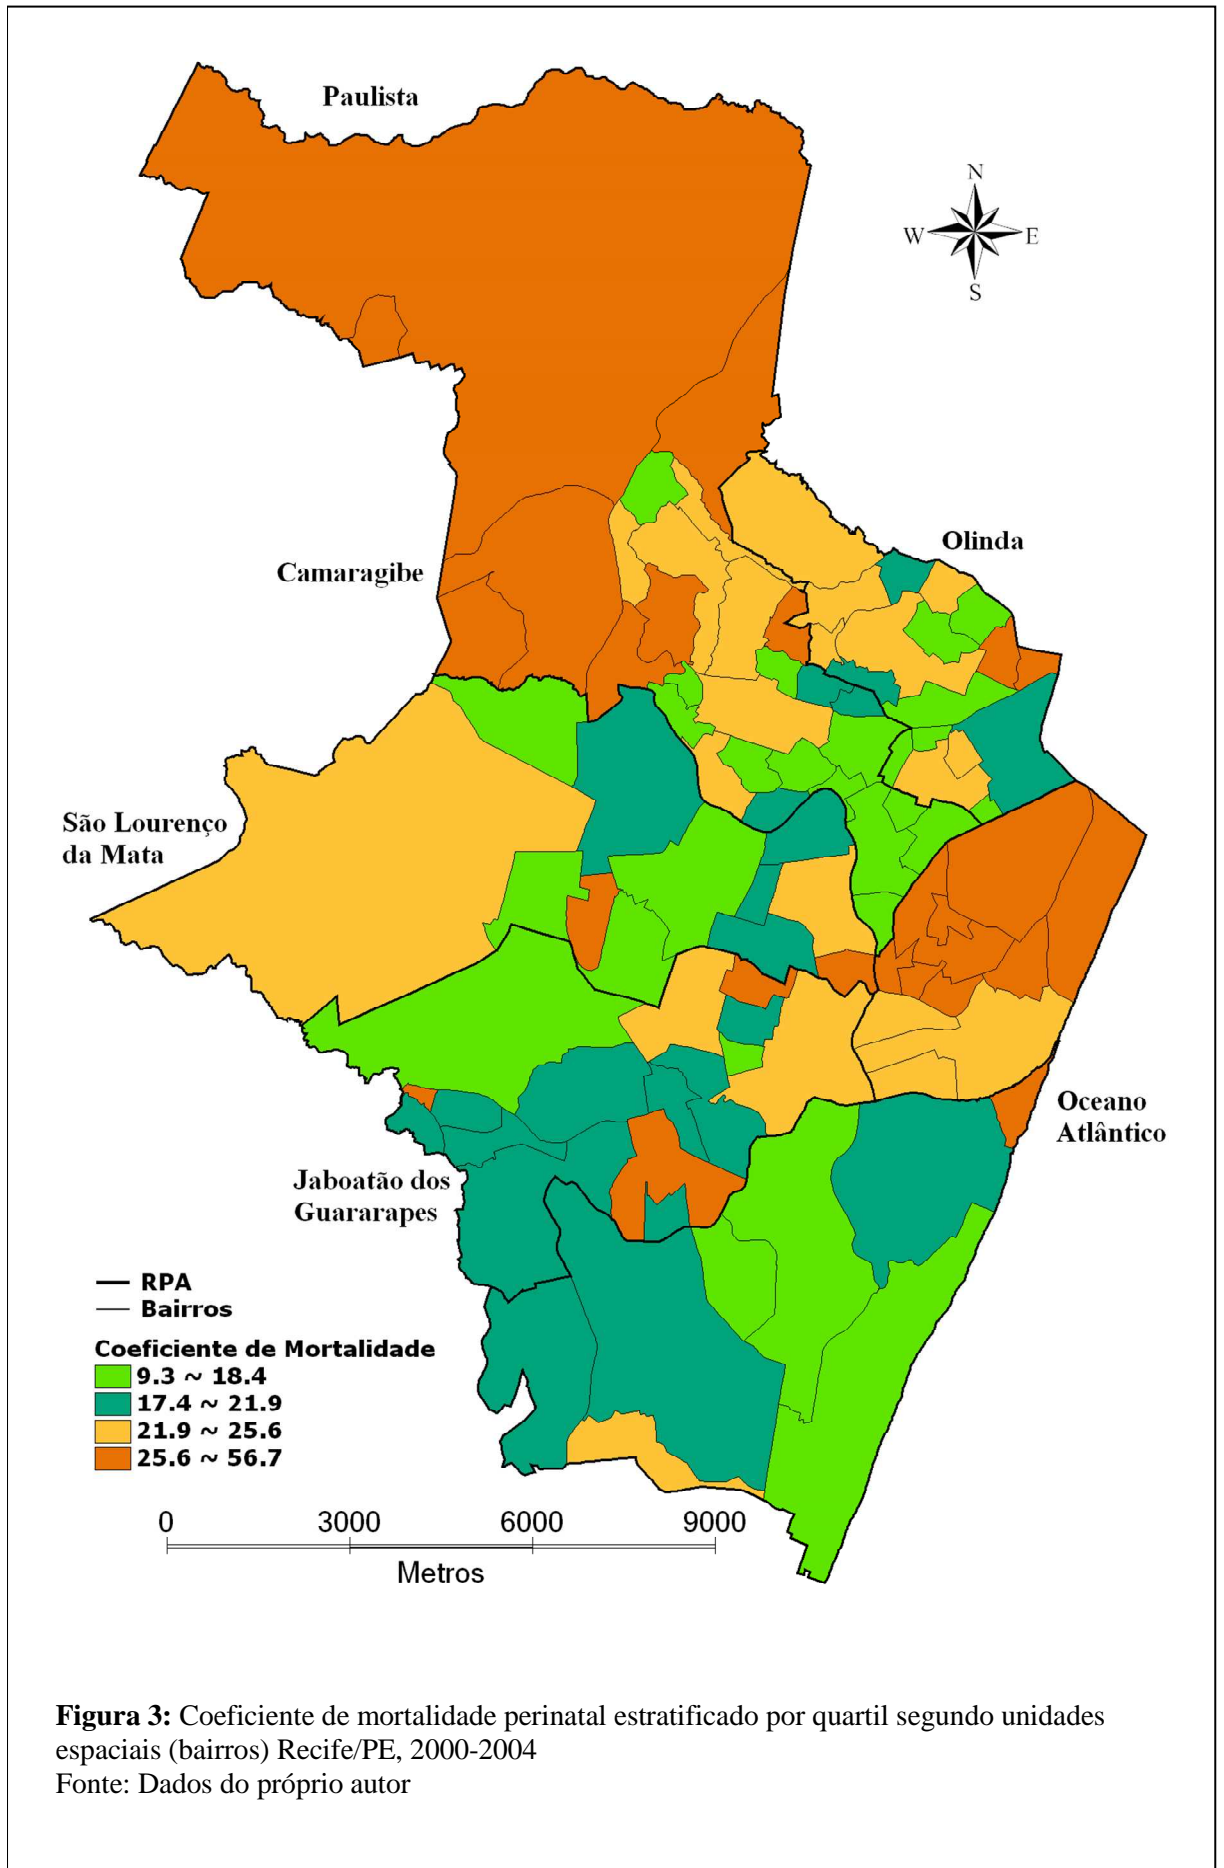 Paulista
N
W
E
S
Olinda
Camaragibe
São Lourenço
da Mata
Oceano
Atlântico
Jaboatão dos
Guararapes
RPA
Bairros
Coeficiente de Mortalidade
9.3 ~ 18.4
17.4 ~ 21.9
21.9 ~ 25.6
25.6 ~ 56.7
0 3000 6000 9000
Metros
Figura 3: Coeficiente de mortalidade perinatal estratificado por quartil segundo unidades
espaciais (bairros) Recife/PE, 2000-2004
Fonte: Dados do próprio autor